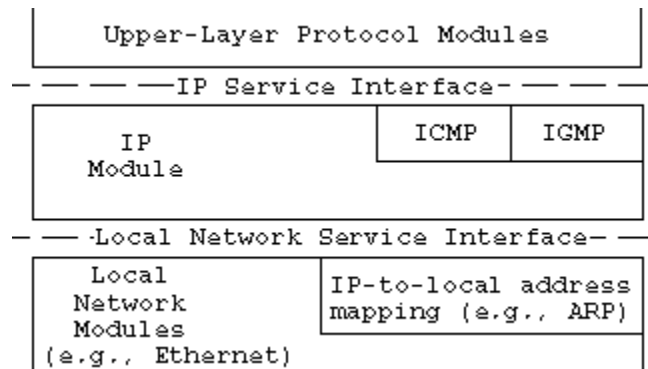 Upper-Layer Protocol Modules
IP Service Interface
IP
Module
ICMP
IGMP
Local Network Service Interface
Local
Network
Modules
(e.g., Ethernet)
IP-to-local address
mapping (e.g., ARP)